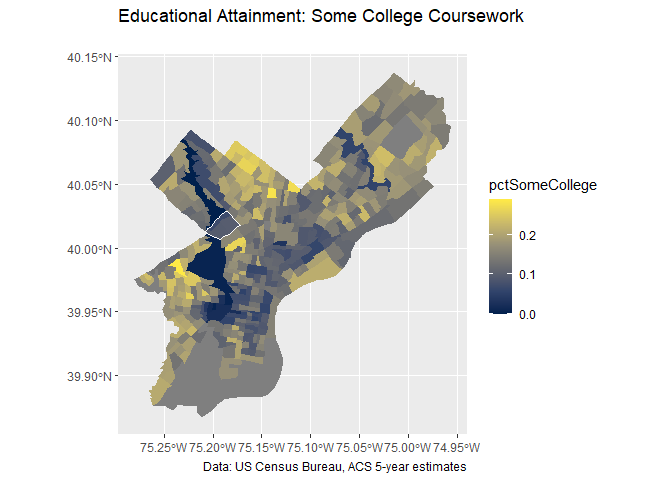 Educational Attainment: Some College Coursework
40.15°N
40.10°N
40.05°N
40.00°N
39.95°N
39.90°N
75.25°W 75.20°W 75.15°W 75.10°W 75.05°W 75.00°W 74.95°W
pctSomeCollege
0.2
0.1
0.0
Data: US Census Bureau, ACS 5-year estimates